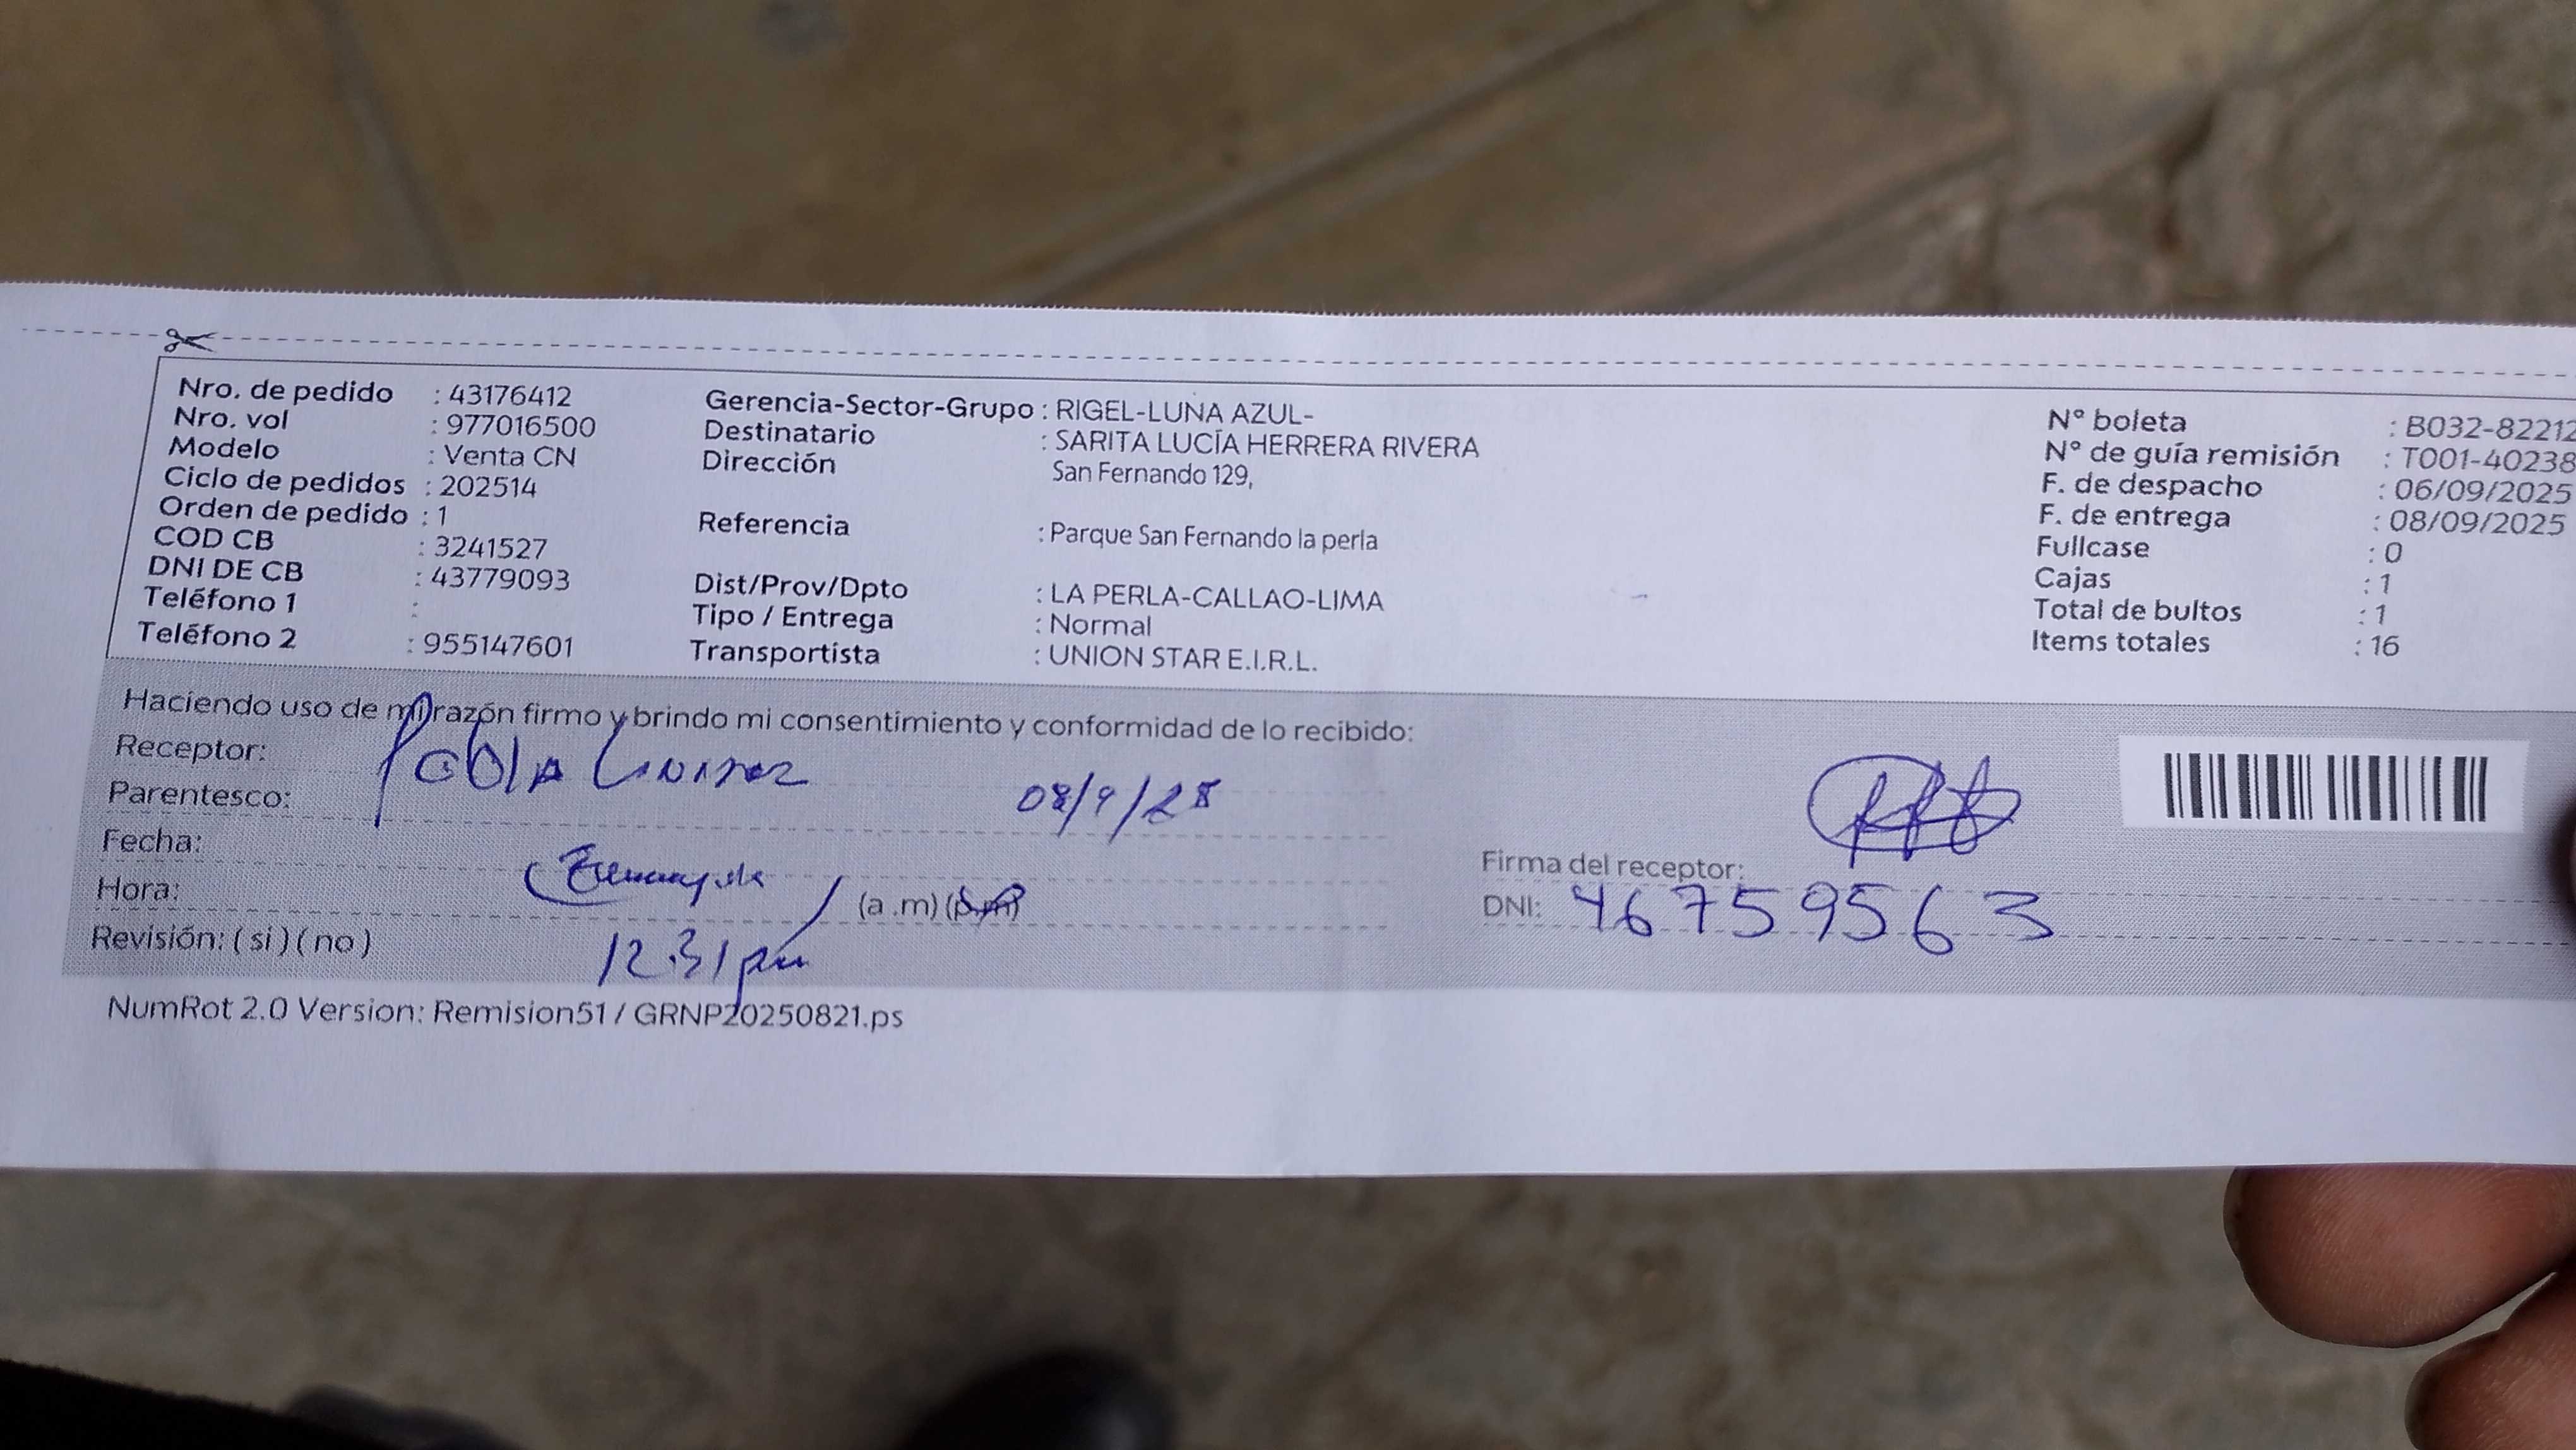 Nro. de pedido : 43176412
Nro. vol : 977016500
Modelo : Venta CN
Ciclo de pedidos : 202514
Orden de pedido : 1
COD CB : 3241527
DNI DE CB : 43779093
Teléfono 1 :
Teléfono 2 : 955147601
Gerencia-Sector-Grupo : RIGEL-LUNA AZUL-
Destinatario : SARITA LUCÍA HERRERA RIVERA
Dirección San Fernando 129,
Referencia : Parque San Fernando la perla
Dist/Prov/Dpto : LA PERLA-CALLAO-LIMA
Tipo / Entrega : Normal
Transportista : UNION STAR E.I.R.L.
Nº boleta : B032-82212
Nº de guía remisión : T001-40238
F. de despacho : 06/09/2025
F. de entrega : 08/09/2025
Fullcase : 0
Cajas : 1
Total de bultos : 1
Items totales : 16
Haciendo uso de mi razón firmo y brindo mi consentimiento y conformidad de lo recibido:
Receptor:
Parentesco: 08/9/25
Fecha:
Hora: (a .m) (p.m)
Revisión: ( si ) ( no ) 12.31 pm
Firma del receptor:
DNI: 46759563
NumRot 2.0 Version: Remision51 / GRNP20250821.ps